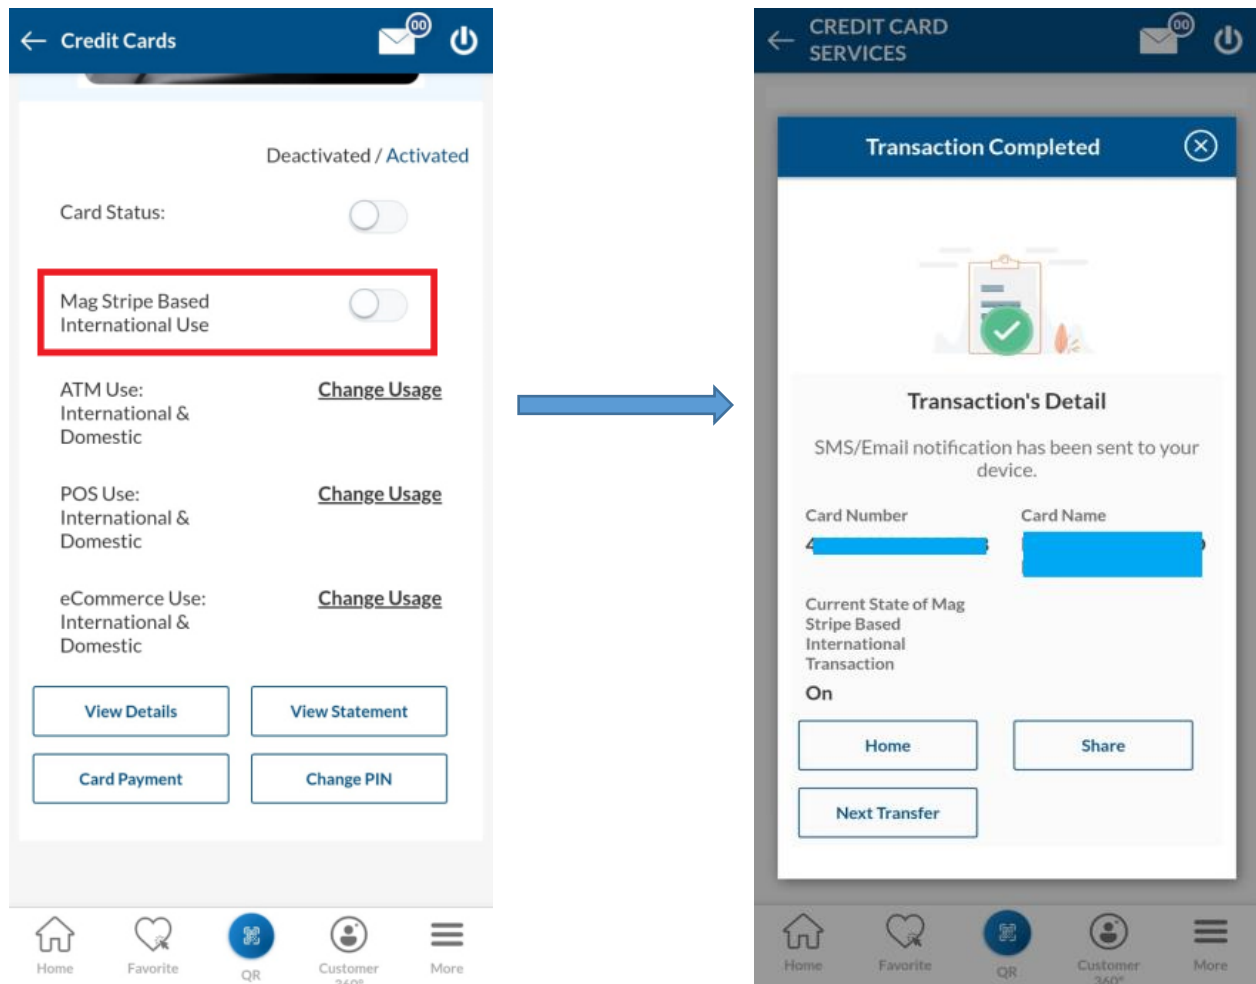 Credit Cards
00
Deactivated / Activated
Card Status:
Mag Stripe Based
International Use
ATM Use:
International &
Domestic
Change Usage
POS Use:
International &
Domestic
Change Usage
eCommerce Use:
International &
Domestic
Change Usage
View Details
View Statement
Card Payment
Change PIN
Home
Favorite
QR
Customer
360°
More
CREDIT CARD
SERVICES
00
Transaction Completed
Transaction's Detail
SMS/Email notification has been sent to your
device.
Card Number
Card Name
4
Current State of Mag
Stripe Based
International
Transaction
On
Home
Share
Next Transfer
Home
Favorite
QR
Customer
360°
More